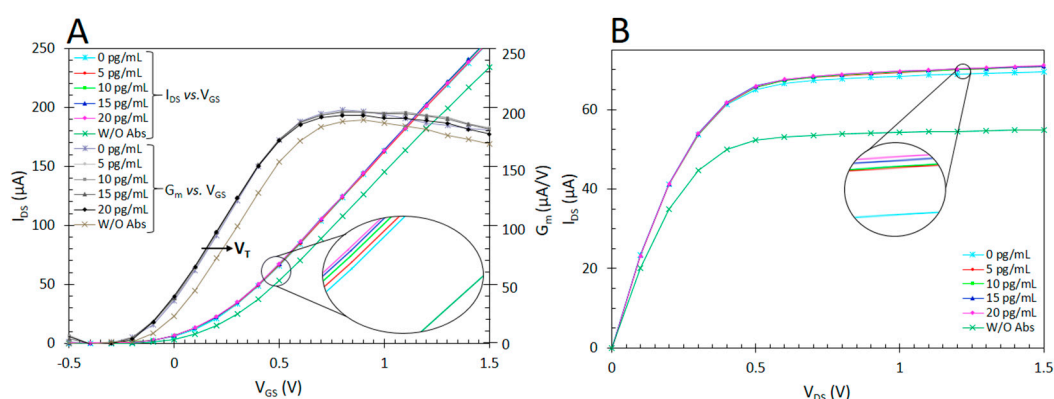 A
250
200
150
100
50
0
I_DS (µA)
0 pg/mL
5 pg/mL
10 pg/mL
15 pg/mL
20 pg/mL
W/O Abs
I_DS vs.V_GS
0 pg/mL
5 pg/mL
10 pg/mL
15 pg/mL
20 pg/mL
W/O Abs
G_m vs. V_GS
V_T
-0.5 0 0.5 1 1.5
V_GS (V)
250
200
150
100
50
0
G_m (µA/V)
B
60
40
20
0
I_DS (µA)
0 pg/mL
5 pg/mL
10 pg/mL
15 pg/mL
20 pg/mL
W/O Abs
0 0.5 1 1.5
V_DS (V)